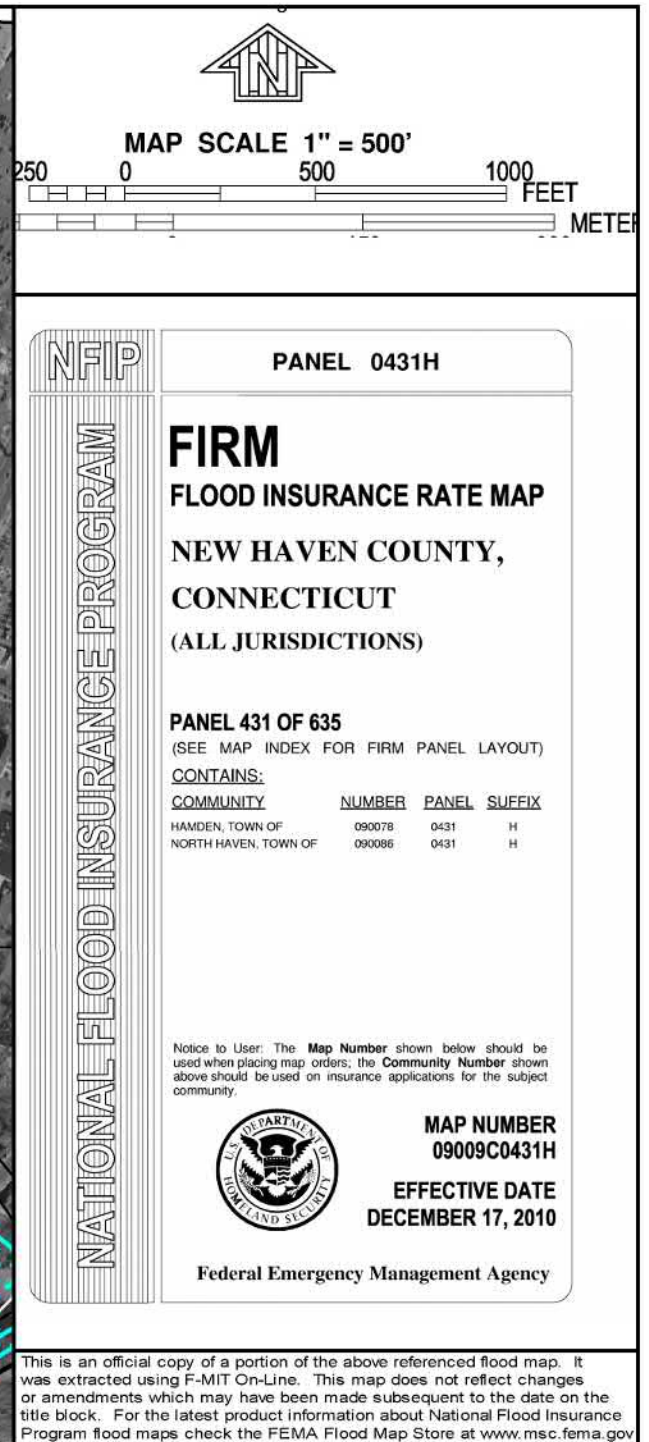 N
MAP SCALE 1" = 500'
250 0 500 1000
FEET
METER
NFIP
PANEL 0431H
NATIONAL FLOOD INSURANCE PROGRAM
FIRM
FLOOD INSURANCE RATE MAP
NEW HAVEN COUNTY,
CONNECTICUT
(ALL JURISDICTIONS)
PANEL 431 OF 635
(SEE MAP INDEX FOR FIRM PANEL LAYOUT)
CONTAINS:
COMMUNITY NUMBER PANEL SUFFIX
HAMDEN, TOWN OF 090078 0431 H
NORTH HAVEN, TOWN OF 090086 0431 H
Notice to User: The Map Number shown below should be
used when placing map orders; the Community Number shown
above should be used on insurance applications for the subject
community.
U.S. DEPARTMENT OF HOMELAND SECURITY
MAP NUMBER
09009C0431H
EFFECTIVE DATE
DECEMBER 17, 2010
Federal Emergency Management Agency
This is an official copy of a portion of the above referenced flood map. It
was extracted using F-MIT On-Line. This map does not reflect changes
or amendments which may have been made subsequent to the date on the
title block. For the latest product information about National Flood Insurance
Program flood maps check the FEMA Flood Map Store at www.msc.fema.gov